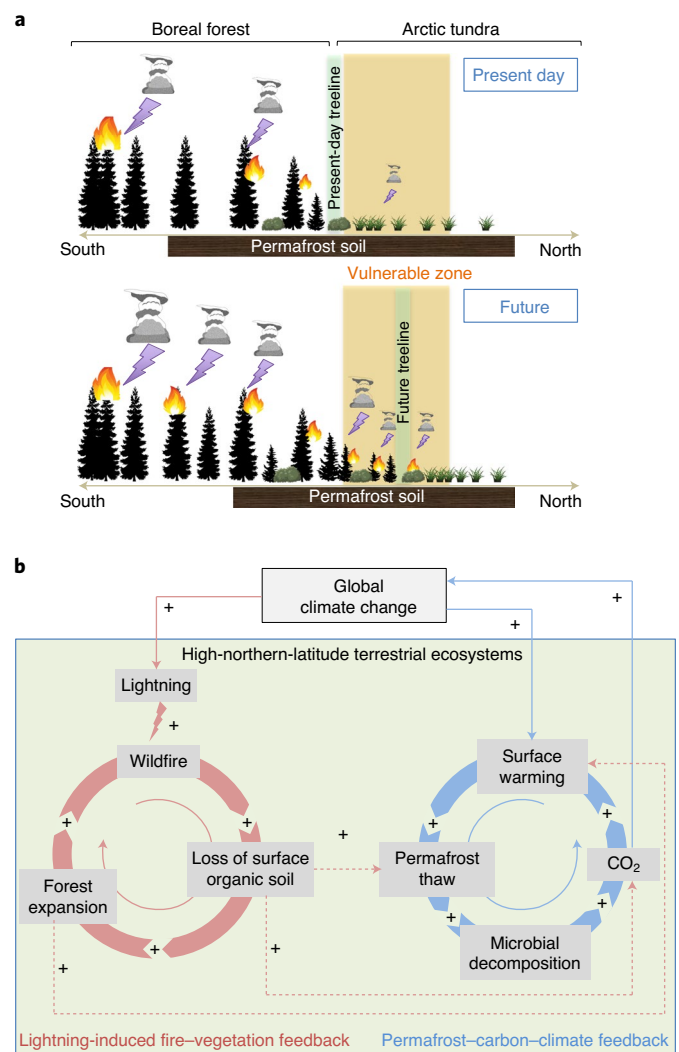 a
Boreal forest
Arctic tundra
Present day
Present-day treeline
South
Permafrost soil
North
Vulnerable zone
Future
Future treeline
South
Permafrost soil
North
b
Global
climate change
+
+
+
High-northern-latitude terrestrial ecosystems
Lightning
+
Wildfire
Surface
warming
+
+
+
+
+
Loss of surface
organic soil
Permafrost
thaw
CO₂
Forest
expansion
+
+
Microbial
decomposition
+
+
+
Lightning-induced fire–vegetation feedback
Permafrost–carbon–climate feedback